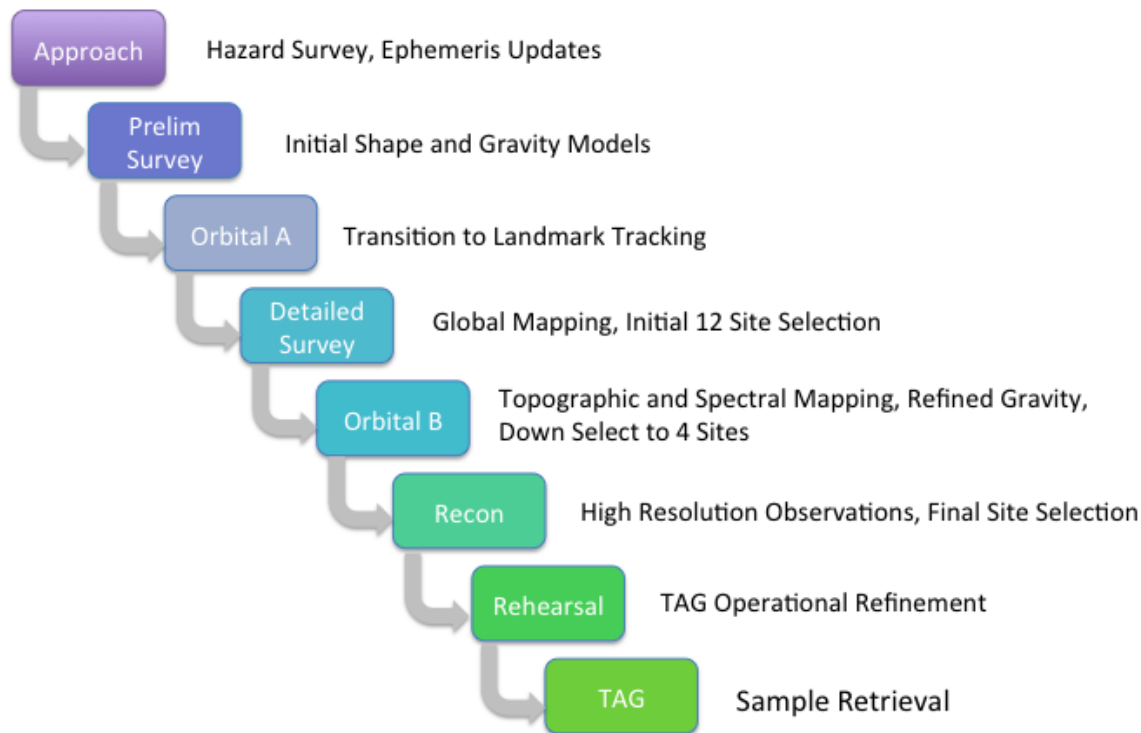 Approach
Hazard Survey, Ephemeris Updates
Prelim
Survey
Initial Shape and Gravity Models
Orbital A
Transition to Landmark Tracking
Detailed
Survey
Global Mapping, Initial 12 Site Selection
Orbital B
Topographic and Spectral Mapping, Refined Gravity,
Down Select to 4 Sites
Recon
High Resolution Observations, Final Site Selection
Rehearsal
TAG Operational Refinement
TAG
Sample Retrieval